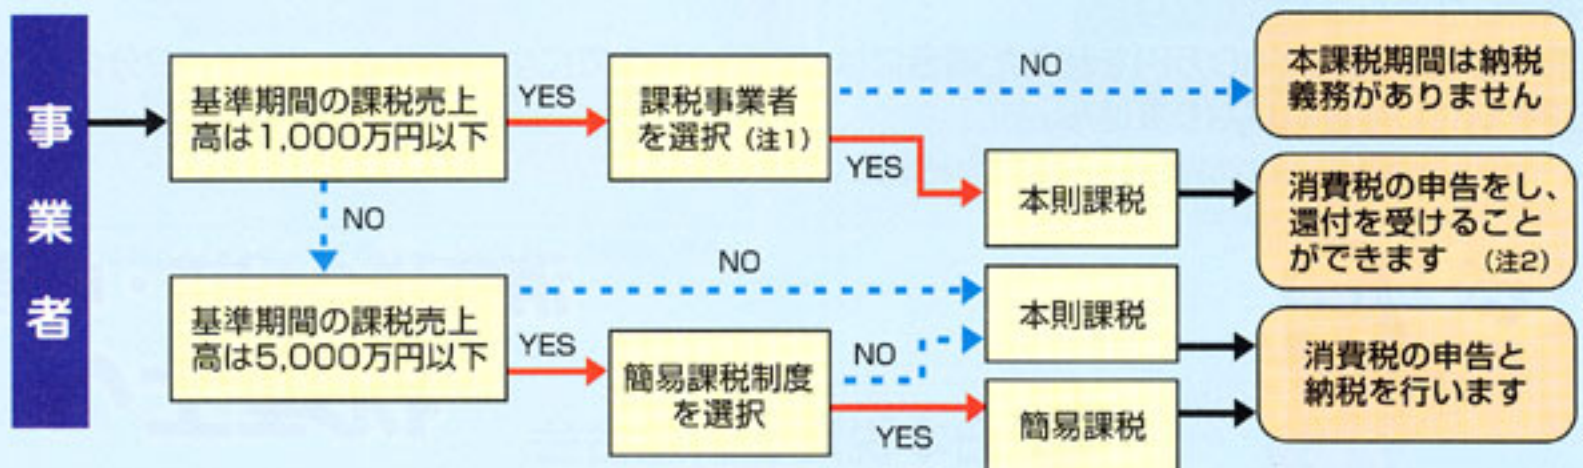 事業者
基準期間の課税売上
高は1,000万円以下
YES
課税事業者
を選択（注1）
NO
本課税期間は納税
義務がありません
YES
本則課税
消費税の申告をし、
還付を受けること
ができます （注2）
NO
基準期間の課税売上
高は5,000万円以下
NO
本則課税
YES
簡易課税制度
を選択
NO
YES
簡易課税
消費税の申告と
納税を行います